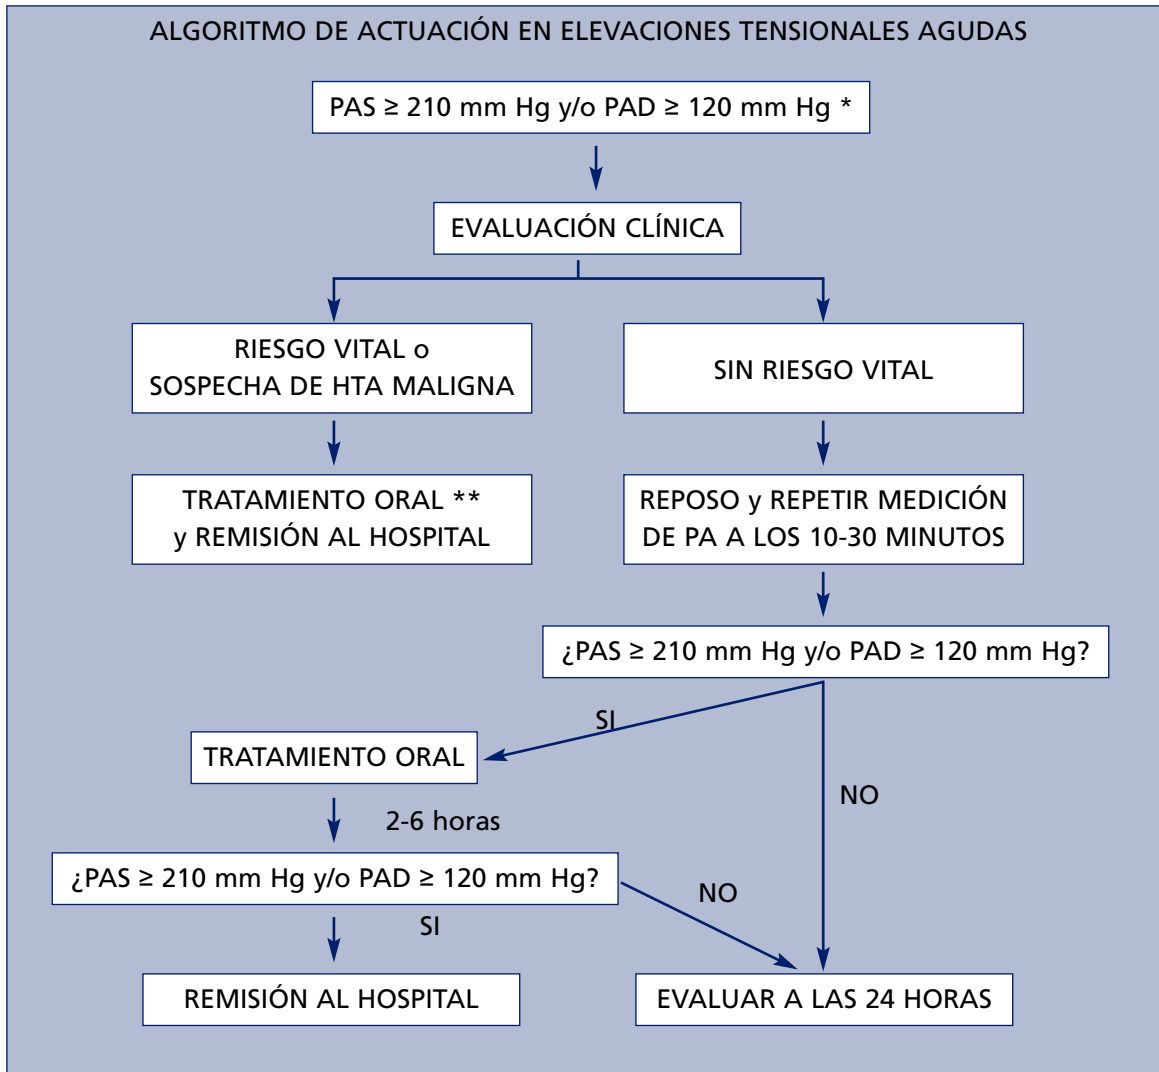 ALGORITMO DE ACTUACIÓN EN ELEVACIONES TENSIONALES AGUDAS
PAS ≥ 210 mm Hg y/o PAD ≥ 120 mm Hg *
EVALUACIÓN CLÍNICA
RIESGO VITAL o
SOSPECHA DE HTA MALIGNA
SIN RIESGO VITAL
TRATAMIENTO ORAL **
y REMISIÓN AL HOSPITAL
REPOSO y REPETIR MEDICIÓN
DE PA A LOS 10-30 MINUTOS
¿PAS ≥ 210 mm Hg y/o PAD ≥ 120 mm Hg?
SI
TRATAMIENTO ORAL
NO
2-6 horas
¿PAS ≥ 210 mm Hg y/o PAD ≥ 120 mm Hg?
NO
SI
REMISIÓN AL HOSPITAL
EVALUAR A LAS 24 HORAS